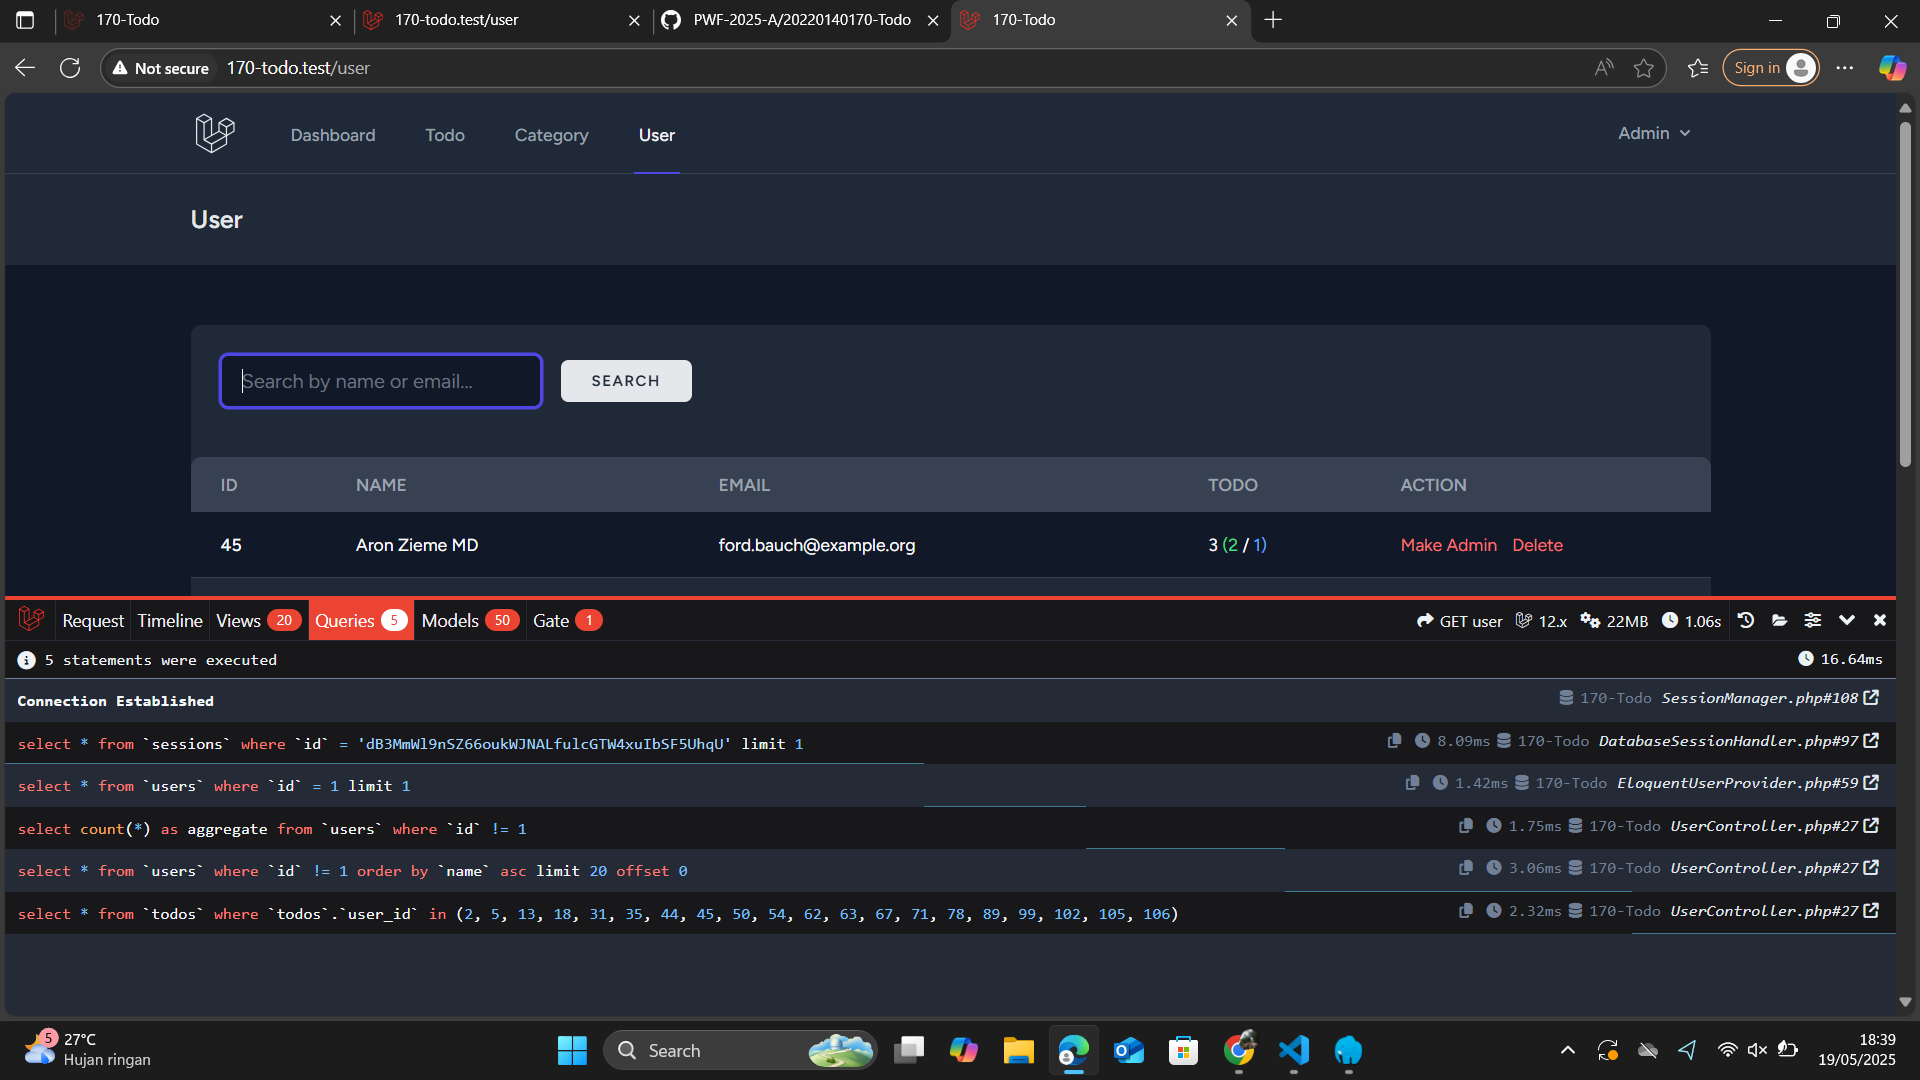 170-Todo
170-todo.test/user
PWF-2025-A/20220140170-Todo
170-Todo
Not secure
170-todo.test/user
Sign in
Dashboard
Todo
Category
User
Admin
User
Search by name or email...
SEARCH
ID NAME EMAIL TODO ACTION
45 Aron Zieme MD ford.bauch@example.org 3 (2 / 1) Make Admin Delete
Request Timeline Views 20 Queries 5 Models 50 Gate 1 GET user 12.x 22MB 1.06s
5 statements were executed 16.64ms
Connection Established 170-Todo SessionManager.php#108
select * from `sessions` where `id` = 'dB3MmWl9nSZ66oukWJNALfulcGTW4xuIbSF5UhqU' limit 1 8.09ms 170-Todo DatabaseSessionHandler.php#97
select * from `users` where `id` = 1 limit 1 1.42ms 170-Todo EloquentUserProvider.php#59
select count(*) as aggregate from `users` where `id` != 1 1.75ms 170-Todo UserController.php#27
select * from `users` where `id` != 1 order by `name` asc limit 20 offset 0 3.06ms 170-Todo UserController.php#27
select * from `todos` where `todos`.`user_id` in (2, 5, 13, 18, 31, 35, 44, 45, 50, 54, 62, 63, 67, 71, 78, 89, 99, 102, 105, 106) 2.32ms 170-Todo UserController.php#27
5
27°C
Hujan ringan
Search
18:39
19/05/2025